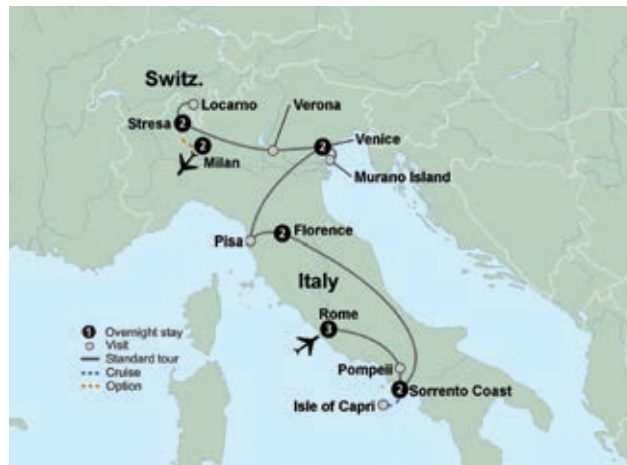 Switz.
Locarno
Verona
Stresa
2
2
Milan
2
Venice
Murano Island
Pisa
2
Florence
Italy
Rome
3
Pompeii
2
Sorrento Coast
Isle of Capri
1 Overnight stay
Visit
Standard tour
Cruise
Option